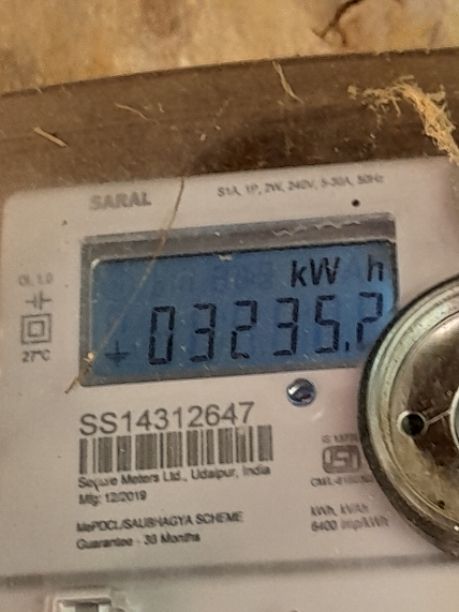 SARAL
S1A, 1P, 2W, 240V, 5-30A, 50Hz
kW h
03235.2
Cl. 1.0
27°C
SS14312647
Secure Meters Ltd., Udaipur, India
Mfg: 12/2019
MePDCL/SAUBHAGYA SCHEME
Guarantee - 36 Months
kWh, kVAh
6400 imp/kWh